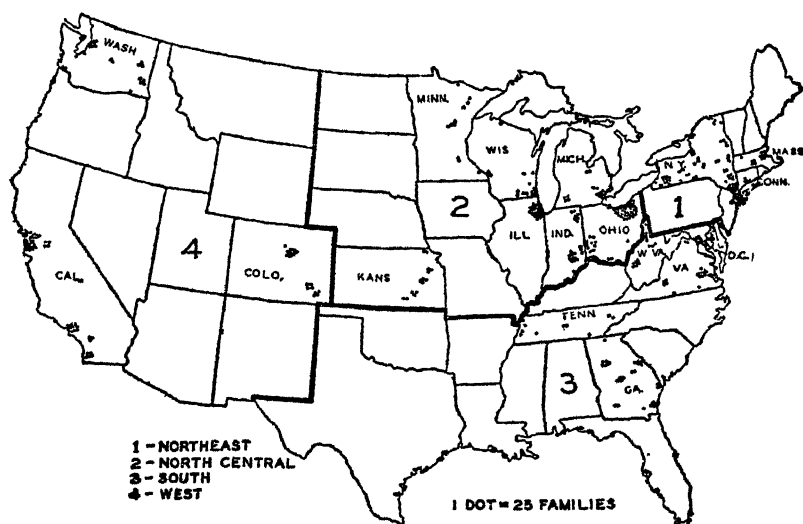 WASH
MINN.
WIS
MICH
N.Y.
MASS
CONN.
2
1
ILL
IND.
OHIO
4
COLO.
KANS
W VA.
VA
D.C.
CAL.
TENN.
3
GA.
1 - NORTHEAST
2 - NORTH CENTRAL
3 - SOUTH
4 - WEST
1 DOT = 25 FAMILIES